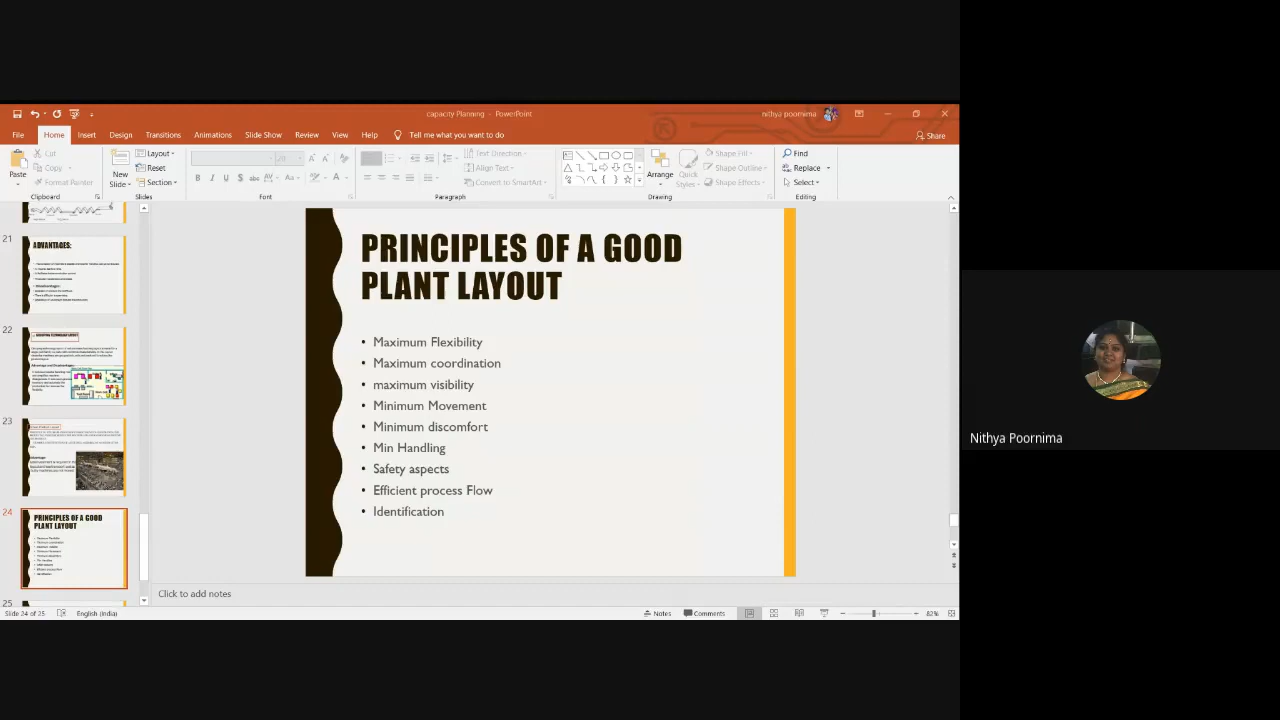 capacity Planning - PowerPoint
nithya poornima
File Home Insert Design Transitions Animations Slide Show Review View Help Tell me what you want to do
Share
Paste
Cut
Copy
Format Painter
Clipboard
New
Slide
Layout
Reset
Section
Slides
Font
Text Direction
Align Text
Convert to SmartArt
Paragraph
Arrange
Quick
Styles
Shape Fill
Shape Outline
Shape Effects
Drawing
Find
Replace
Select
Editing
21
ADVANTAGES:
22
23
24
PRINCIPLES OF A GOOD
PLANT LAYOUT
25
PRINCIPLES OF A GOOD
PLANT LAYOUT
• Maximum Flexibility
• Maximum coordination
• maximum visibility
• Minimum Movement
• Minimum discomfort
• Min Handling
• Safety aspects
• Efficient process Flow
• Identification
Click to add notes
Slide 24 of 25 English (India)
Notes Comments 82%
Nithya Poornima